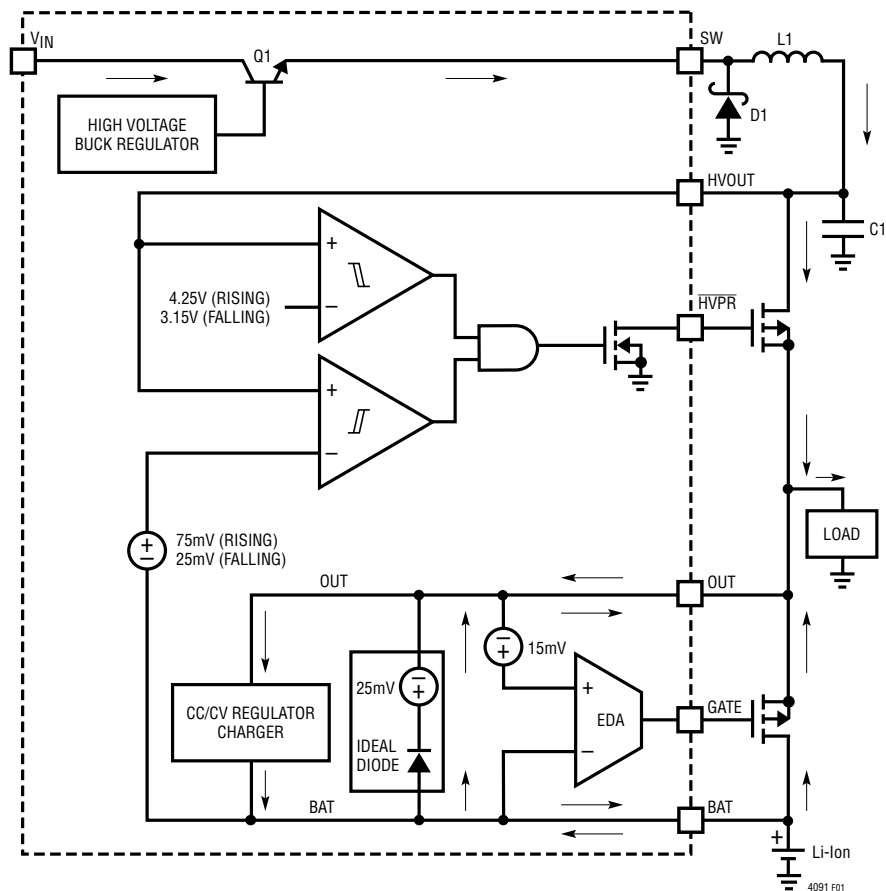 VIN
Q1
SW
L1
D1
HIGH VOLTAGE
BUCK REGULATOR
HVOUT
C1
+
4.25V (RISING)
3.15V (FALLING)
–
HVPR
+
–
+
–
75mV (RISING)
25mV (FALLING)
LOAD
OUT
OUT
–
+
15mV
–
+
25mV
+
EDA
–
GATE
CC/CV REGULATOR
CHARGER
IDEAL
DIODE
BAT
BAT
+
Li-Ion
4091 F01